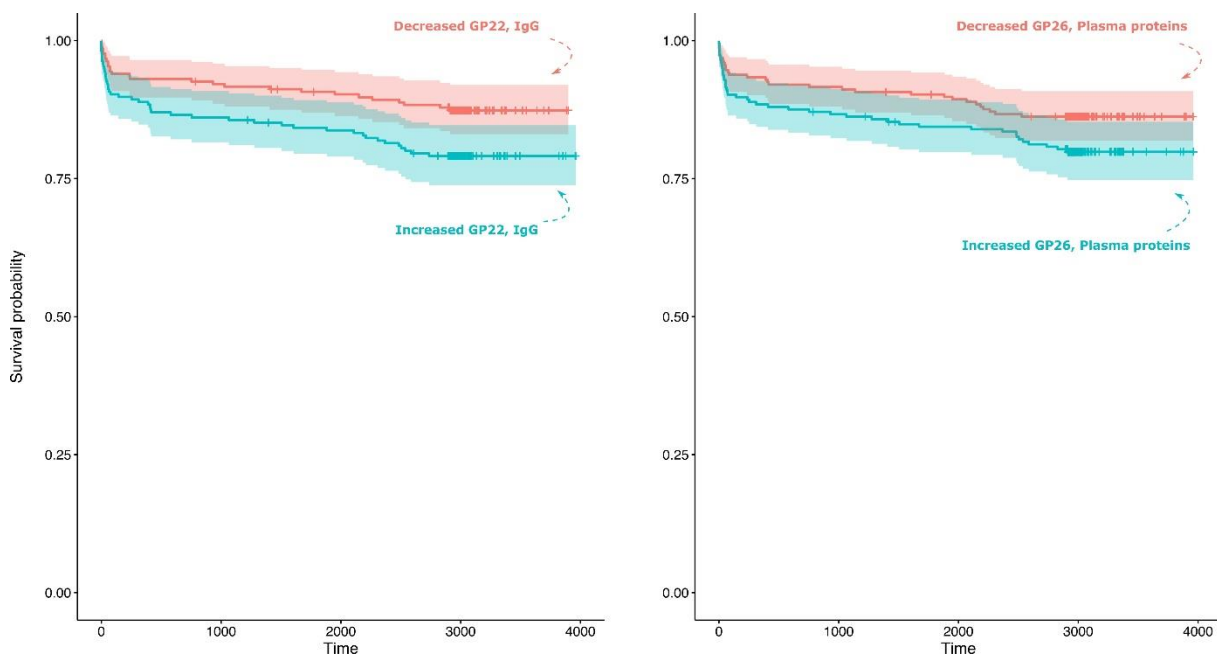 Decreased GP22, IgG
Increased GP22, IgG
Survival probability
1.00
0.75
0.50
0.25
0.00
0
1000
2000
3000
4000
Time
Decreased GP26, Plasma proteins
Increased GP26, Plasma proteins
1.00
0.75
0.50
0.25
0.00
0
1000
2000
3000
4000
Time